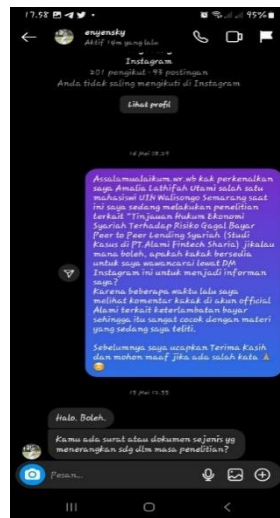 17.58
95%
enyensky
Aktif 19m yang lalu
Instagram
201 pengikut · 93 postingan
Anda tidak saling mengikuti di Instagram
Lihat profil
Assalamualaikum.wr.wb kak perkenalkan
saya Amalia Lathifah Utami salah satu
mahasiswi UIN Walisongo Semarang saat
ini saya sedang melakukan penelitian
terkait "Tinjauan Hukum Ekonomi
Syariah Terhadap Risiko Gagal Bayar
Peer to Peer Lending Syariah (Studi
Kasus di PT.Alami Fintech Sharia) jikalau
mana boleh, apakah kakak bersedia
untuk saya wawancarai lewat DM
Instagram ini untuk menjadi informan
saya?
Karena beberapa waktu lalu saya
melihat komentar kakak di akun official
Alami terkait keterlambatan bayar
sehingga itu sangat cocok dengan materi
yang sedang saya teliti.
Sebelumnya saya ucapkan Terima Kasih
dan mohon maaf jika ada salah kata 🙏
😊
Halo. Boleh.
Kamu ada surat atau dokumen sejenis yg
menerangkan sdg dlm masa penelitian?
Pesan...